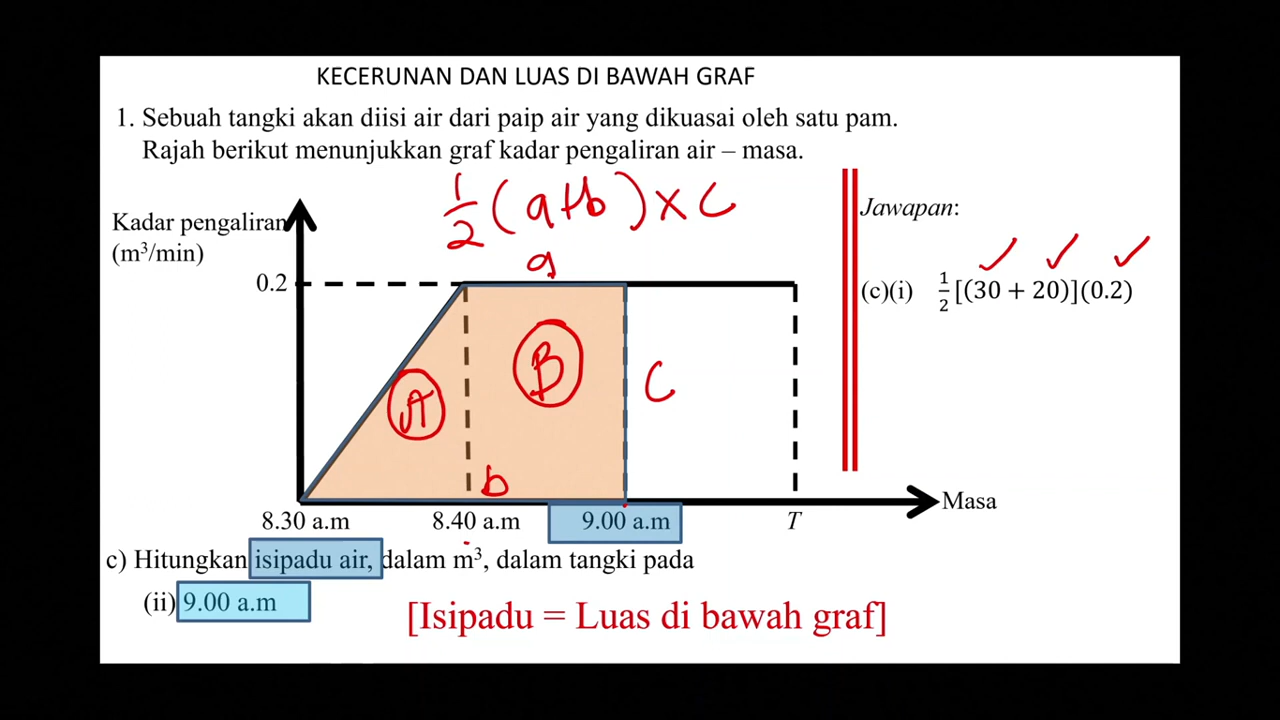 KECERUNAN DAN LUAS DI BAWAH GRAF
1. Sebuah tangki akan diisi air dari paip air yang dikuasai oleh satu pam.
Rajah berikut menunjukkan graf kadar pengaliran air – masa.
½ (a+b) × c
Kadar pengaliran
(m³/min)
a
0.2
A
B
c
b
8.30 a.m 8.40 a.m 9.00 a.m T
Masa
Jawapan:
(c)(i) ½ [(30 + 20)](0.2)
c) Hitungkan isipadu air, dalam m³, dalam tangki pada
(ii) 9.00 a.m
[Isipadu = Luas di bawah graf]